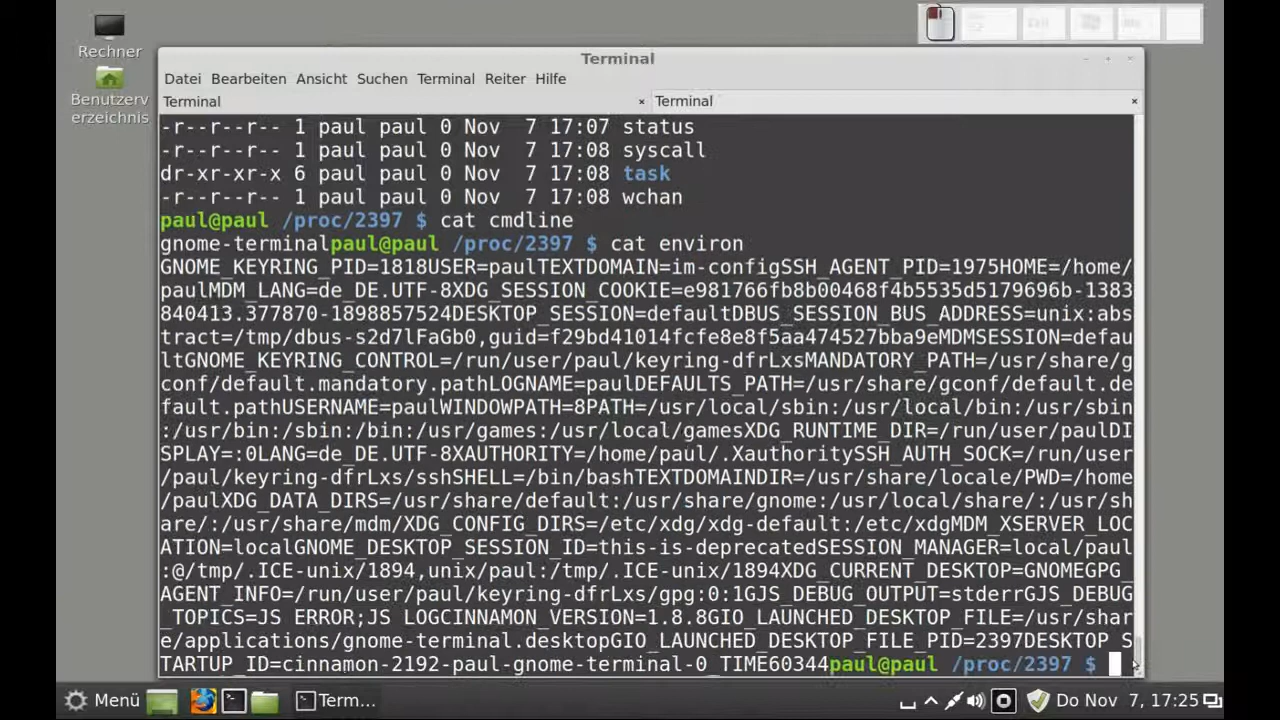 Rechner
Benutzerv
erzeichnis
Terminal
Datei Bearbeiten Ansicht Suchen Terminal Reiter Hilfe
Terminal × Terminal ×
-r--r--r-- 1 paul paul 0 Nov  7 17:07 status
-r--r--r-- 1 paul paul 0 Nov  7 17:08 syscall
dr-xr-xr-x 6 paul paul 0 Nov  7 17:08 task
-r--r--r-- 1 paul paul 0 Nov  7 17:08 wchan
paul@paul /proc/2397 $ cat cmdline
gnome-terminalpaul@paul /proc/2397 $ cat environ
GNOME_KEYRING_PID=1818USER=paulTEXTDOMAIN=im-configSSH_AGENT_PID=1975HOME=/home/
paulMDM_LANG=de_DE.UTF-8XDG_SESSION_COOKIE=e981766fb8b00468f4b5535d5179696b-1383
840413.377870-1898857524DESKTOP_SESSION=defaultDBUS_SESSION_BUS_ADDRESS=unix:abs
tract=/tmp/dbus-s2d7lFaGb0,guid=f29bd41014fcfe8e8f5aa474527bba9eMDMSESSION=defau
ltGNOME_KEYRING_CONTROL=/run/user/paul/keyring-dfrLxsMANDATORY_PATH=/usr/share/g
conf/default.mandatory.pathLOGNAME=paulDEFAULTS_PATH=/usr/share/gconf/default.de
fault.pathUSERNAME=paulWINDOWPATH=8PATH=/usr/local/sbin:/usr/local/bin:/usr/sbin
:/usr/bin:/sbin:/bin:/usr/games:/usr/local/gamesXDG_RUNTIME_DIR=/run/user/paulDI
SPLAY=:0LANG=de_DE.UTF-8XAUTHORITY=/home/paul/.XauthoritySSH_AUTH_SOCK=/run/user
/paul/keyring-dfrLxs/sshSHELL=/bin/bashTEXTDOMAINDIR=/usr/share/locale/PWD=/home
/paulXDG_DATA_DIRS=/usr/share/default:/usr/share/gnome:/usr/local/share/:/usr/sh
are/:/usr/share/mdm/XDG_CONFIG_DIRS=/etc/xdg/xdg-default:/etc/xdgMDM_XSERVER_LOC
ATION=localGNOME_DESKTOP_SESSION_ID=this-is-deprecatedSESSION_MANAGER=local/paul
:@/tmp/.ICE-unix/1894,unix/paul:/tmp/.ICE-unix/1894XDG_CURRENT_DESKTOP=GNOMEGPG_
AGENT_INFO=/run/user/paul/keyring-dfrLxs/gpg:0:1GJS_DEBUG_OUTPUT=stderrGJS_DEBUG
_TOPICS=JS ERROR;JS LOGCINNAMON_VERSION=1.8.8GIO_LAUNCHED_DESKTOP_FILE=/usr/shar
e/applications/gnome-terminal.desktopGIO_LAUNCHED_DESKTOP_FILE_PID=2397DESKTOP_S
TARTUP_ID=cinnamon-2192-paul-gnome-terminal-0_TIME60344paul@paul /proc/2397 $
Menü Term... Do Nov 7, 17:25